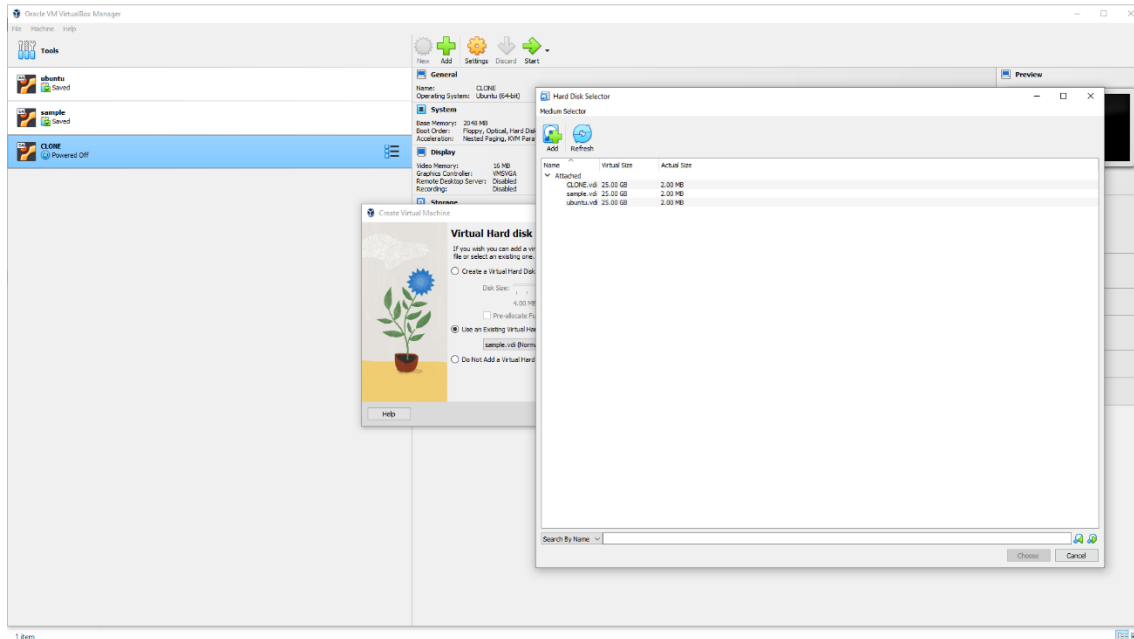 Oracle VM VirtualBox Manager
File Machine Help
Tools
ubuntu
Saved
sample
Saved
CLONE
Powered Off
New Add Settings Discard Start
General
Name: CLONE
Operating System: Ubuntu (64-bit)
System
Base Memory: 2048 MB
Boot Order: Floppy, Optical, Hard Disk
Acceleration: Nested Paging, KVM Para
Display
Video Memory: 16 MB
Graphics Controller: VMSVGA
Remote Desktop Server: Disabled
Recording: Disabled
Storage
Preview
Create Virtual Machine
Virtual Hard disk
If you wish you can add a vir
file or select an existing one.
Create a Virtual Hard Disk
Disk Size:
4.00 MB
Pre-allocate Fu
Use an Existing Virtual Har
sample.vdi (Norma
Do Not Add a Virtual Hard
Help
Hard Disk Selector
Medium Selector
Add Refresh
Name Virtual Size Actual Size
Attached
CLONE.vdi 25.00 GB 2.00 MB
sample.vdi 25.00 GB 2.00 MB
ubuntu.vdi 25.00 GB 2.00 MB
Search By Name
Choose Cancel
1 item